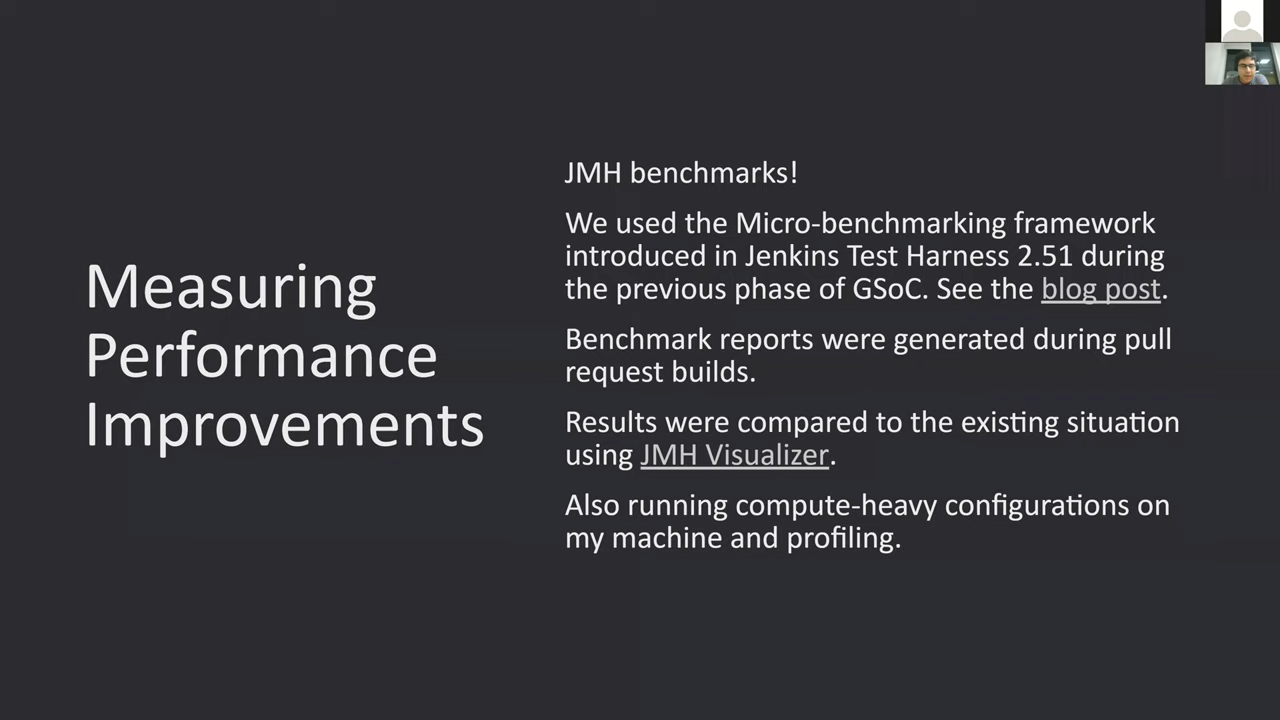 Measuring
Performance
Improvements
JMH benchmarks!
We used the Micro-benchmarking framework
introduced in Jenkins Test Harness 2.51 during
the previous phase of GSoC. See the blog post.
Benchmark reports were generated during pull
request builds.
Results were compared to the existing situation
using JMH Visualizer.
Also running compute-heavy configurations on
my machine and profiling.